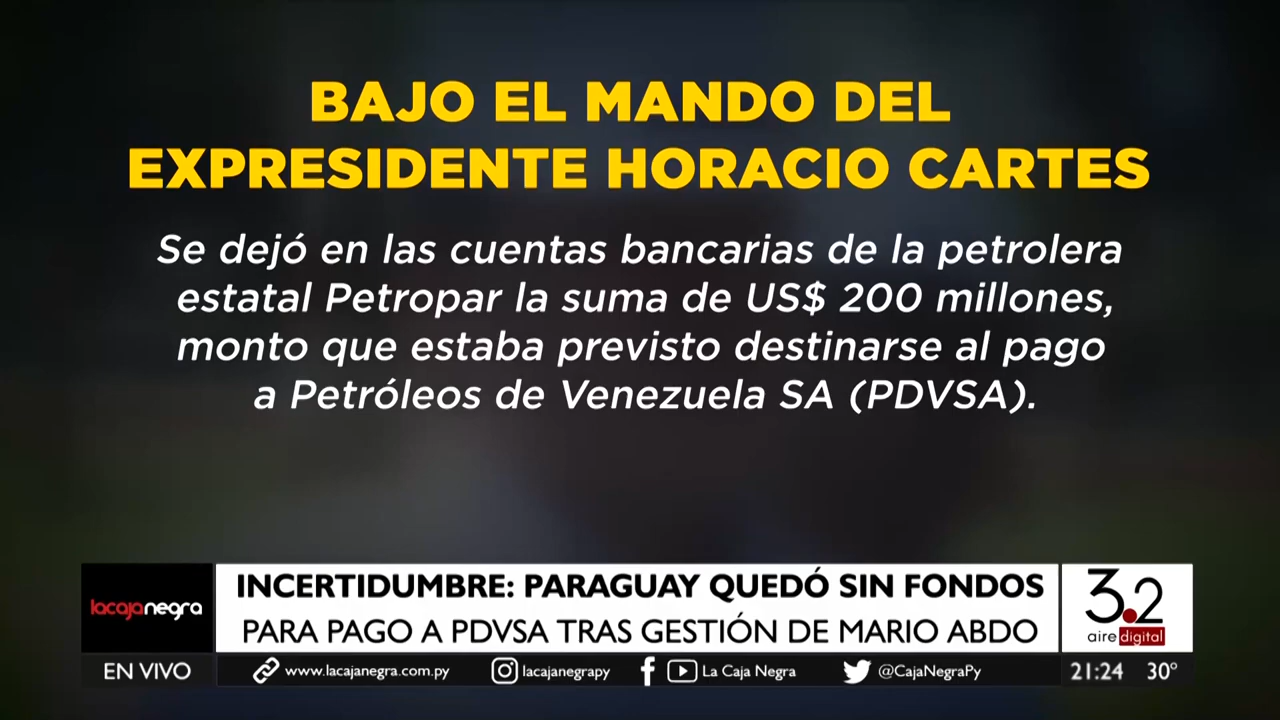 BAJO EL MANDO DEL
EXPRESIDENTE HORACIO CARTES
Se dejó en las cuentas bancarias de la petrolera
estatal Petropar la suma de US$ 200 millones,
monto que estaba previsto destinarse al pago
a Petróleos de Venezuela SA (PDVSA).
lacajanegra
INCERTIDUMBRE: PARAGUAY QUEDÓ SIN FONDOS
PARA PAGO A PDVSA TRAS GESTIÓN DE MARIO ABDO
3.2
aire digital
EN VIVO
www.lacajanegra.com.py
lacajanegrapy
La Caja Negra
@CajaNegraPy
21:24 30°